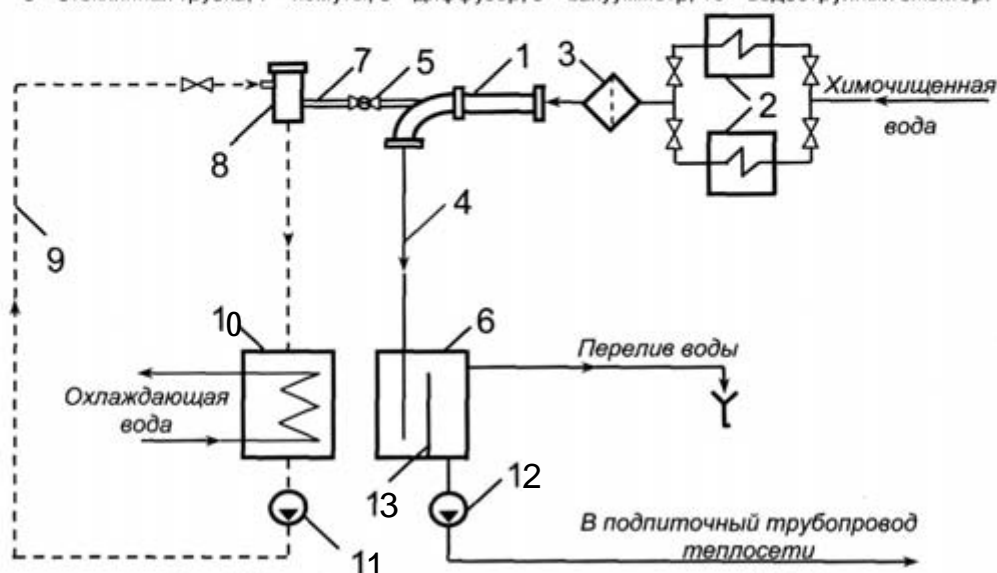 7
5
1
3
2
Химочищенная
вода
8
4
9
10
6
Перелив воды
Охлаждающая
вода
13
12
11
В подпиточный трубопровод
теплосети